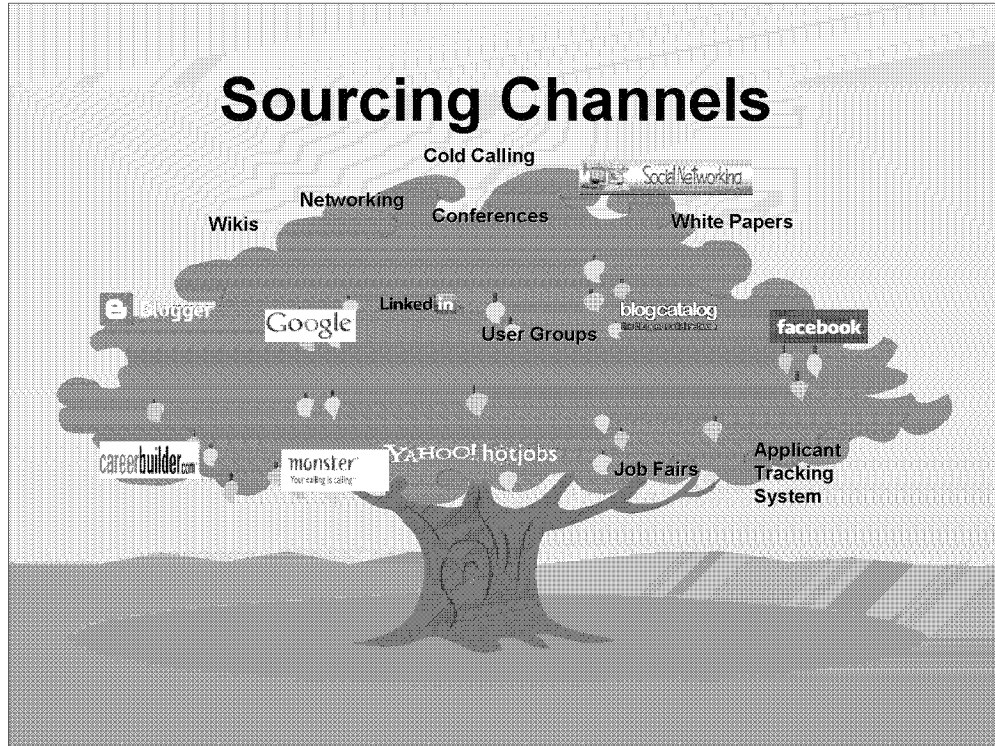 Sourcing Channels
Cold Calling
Social Networking
Networking
Conferences
White Papers
Wikis
Blogger
Google
Linked in
blogcatalog
User Groups
facebook
careerbuilder.com
monster
Your calling is calling
YAHOO! hotjobs
Job Fairs
Applicant
Tracking
System